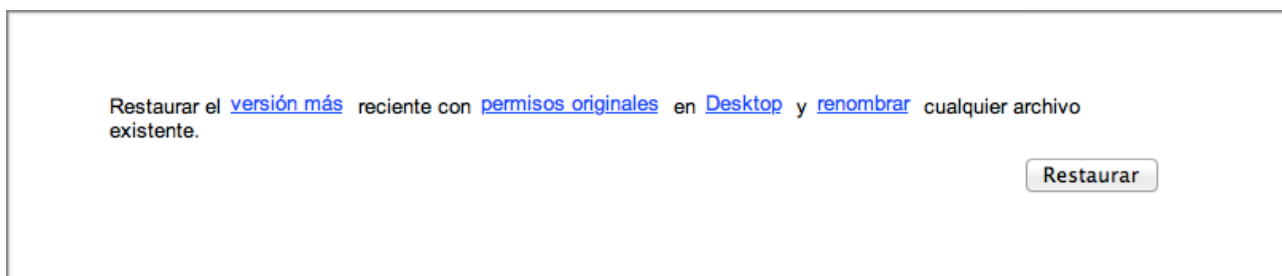 Restaurar el versión más reciente con permisos originales en Desktop y renombrar cualquier archivo
existente.
Restaurar